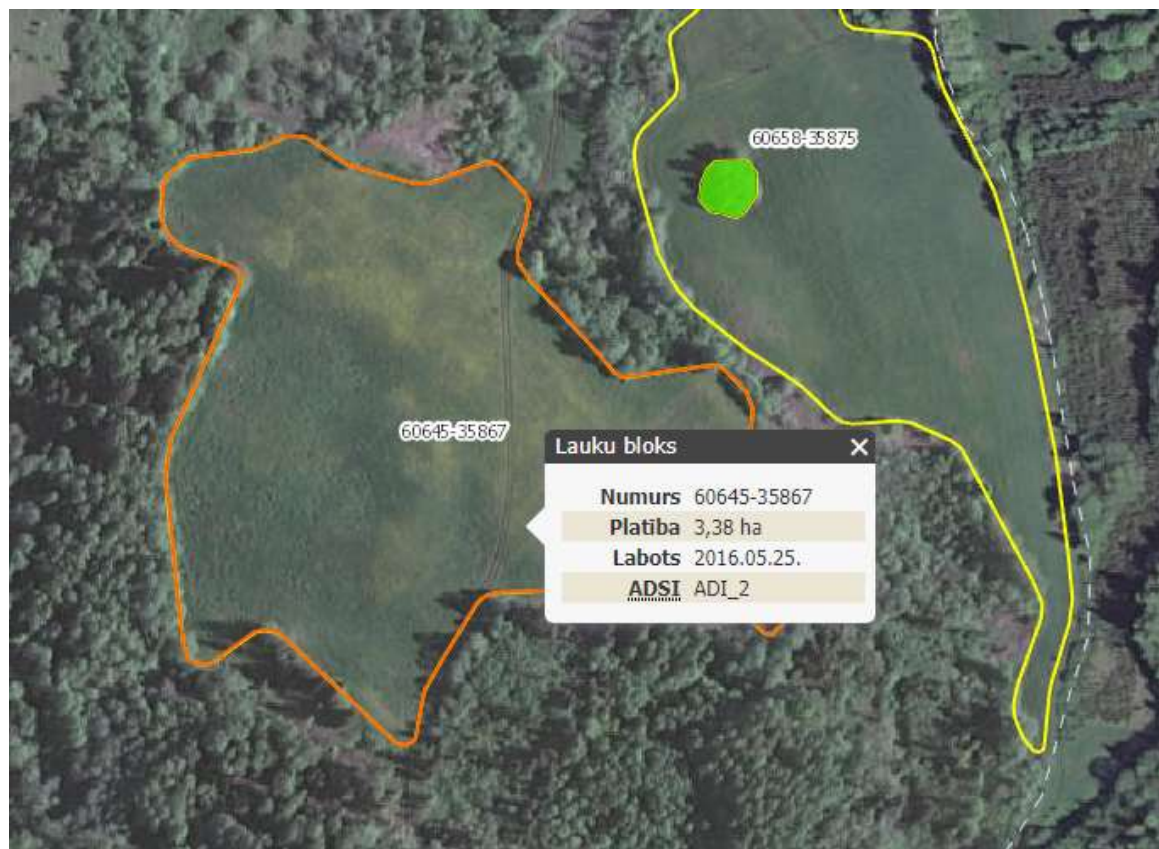 60658-35875
60645-35867
Lauku bloks
Numurs 60645-35867
Platība 3,38 ha
Labots 2016.05.25.
ADSI ADI_2